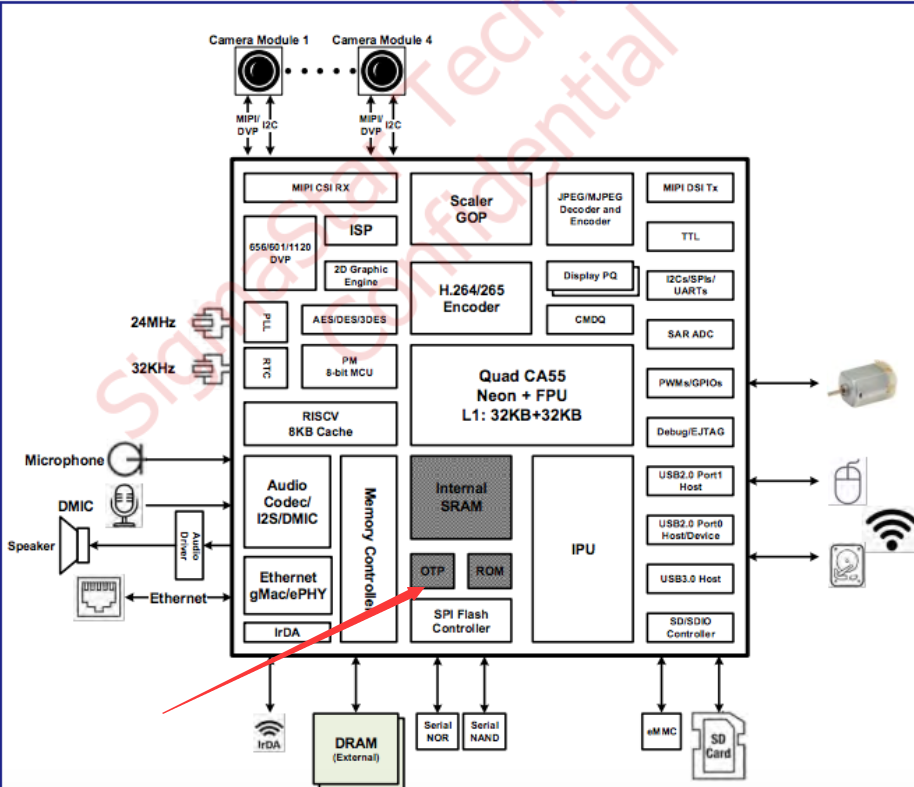 Camera Module 1
Camera Module 4
MIPI/
DVP
I2C
MIPI/
DVP
I2C
MIPI CSI RX
656/601/1120
DVP
ISP
2D Graphic
Engine
24MHz
PLL
AES/DES/3DES
32KHz
RTC
PM
8-bit MCU
RISCV
8KB Cache
Microphone
DMIC
Speaker
Audio
Driver
Audio
Codec/
I2S/DMIC
Memory Controller
Ethernet
Ethernet
gMac/ePHY
IrDA
Scaler
GOP
JPEG/MJPEG
Decoder and
Encoder
H.264/265
Encoder
Display PQ
CMDQ
Quad CA55
Neon + FPU
L1: 32KB+32KB
Internal
SRAM
OTP
ROM
SPI Flash
Controller
IPU
MIPI DSI Tx
TTL
I2Cs/SPIs/
UARTs
SAR ADC
PWMs/GPIOs
Debug/EJTAG
USB2.0 Port1
Host
USB2.0 Port0
Host/Device
USB3.0 Host
SD/SDIO
Controller
IrDA
DRAM
(External)
Serial
NOR
Serial
NAND
eMMC
SD
Card
SigmaStar Tech
Confidential